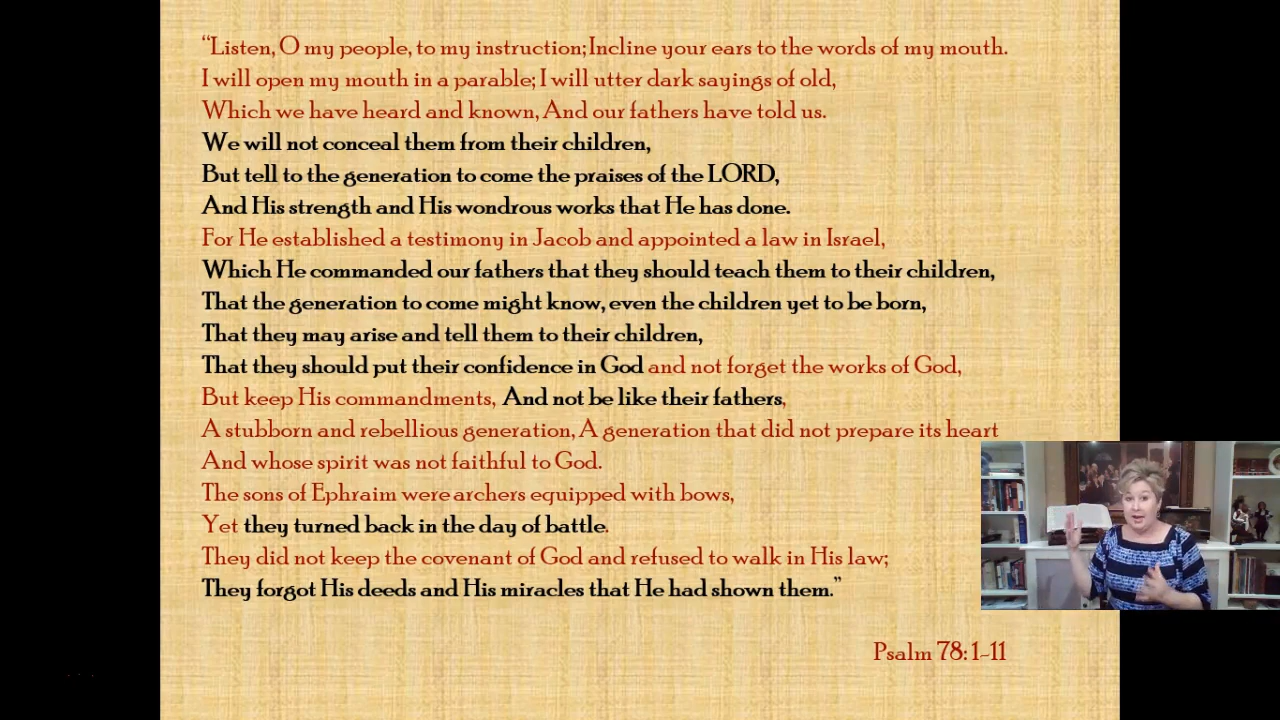 “Listen, O my people, to my instruction; Incline your ears to the words of my mouth.
I will open my mouth in a parable; I will utter dark sayings of old,
Which we have heard and known, And our fathers have told us.
We will not conceal them from their children,
But tell to the generation to come the praises of the LORD,
And His strength and His wondrous works that He has done.
For He established a testimony in Jacob and appointed a law in Israel,
Which He commanded our fathers that they should teach them to their children,
That the generation to come might know, even the children yet to be born,
That they may arise and tell them to their children,
That they should put their confidence in God and not forget the works of God,
But keep His commandments, And not be like their fathers,
A stubborn and rebellious generation, A generation that did not prepare its heart
And whose spirit was not faithful to God.
The sons of Ephraim were archers equipped with bows,
Yet they turned back in the day of battle.
They did not keep the covenant of God and refused to walk in His law;
They forgot His deeds and His miracles that He had shown them.”
Psalm 78:1-11